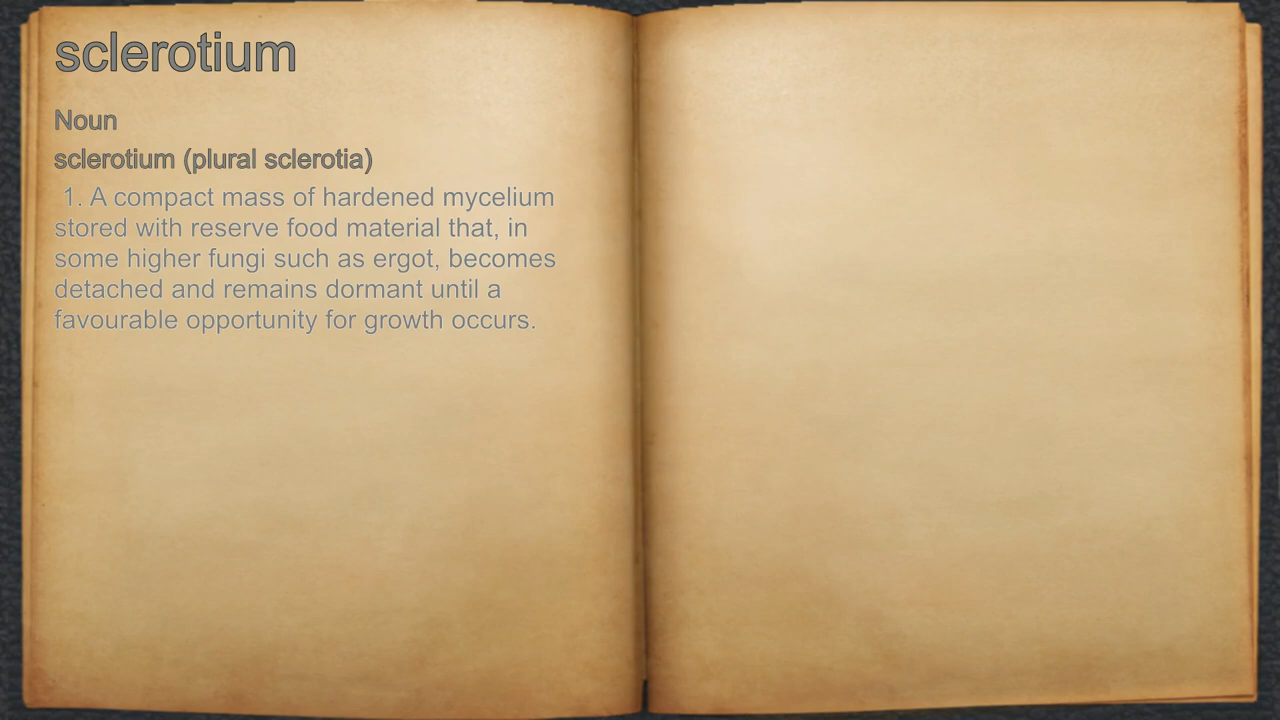 sclerotium
Noun
sclerotium (plural sclerotia)
1. A compact mass of hardened mycelium
stored with reserve food material that, in
some higher fungi such as ergot, becomes
detached and remains dormant until a
favourable opportunity for growth occurs.